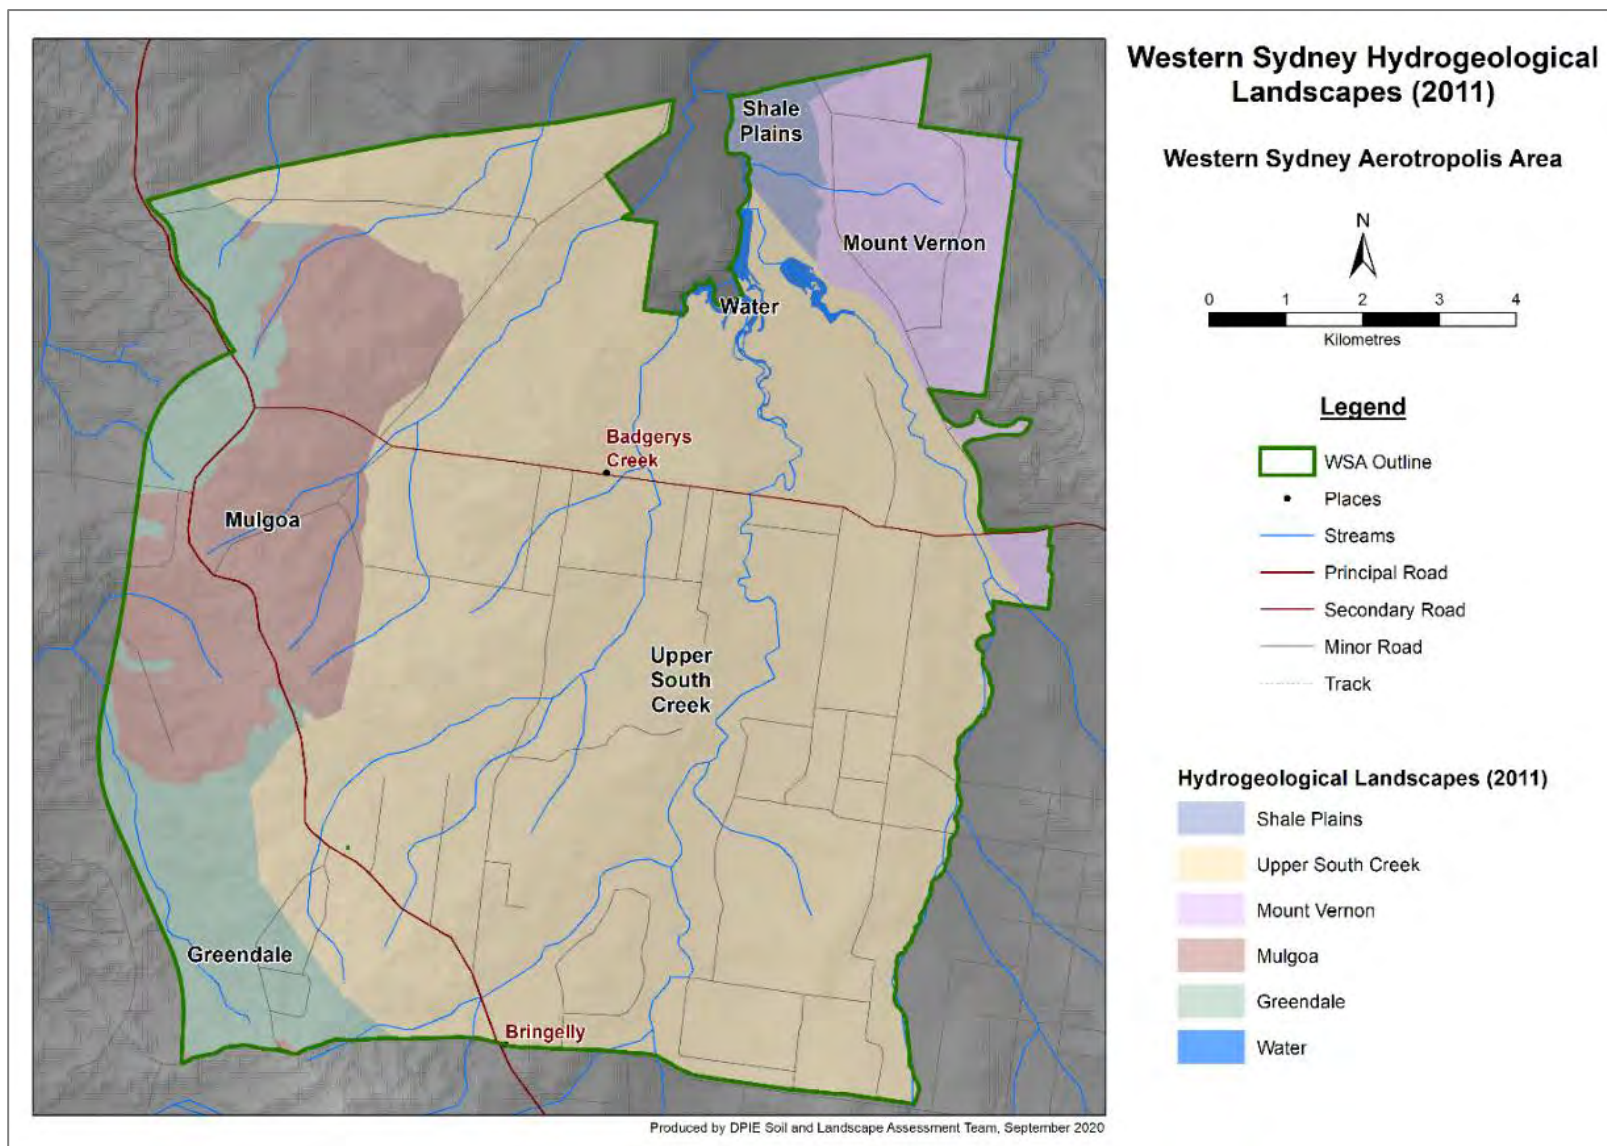 Western Sydney Hydrogeological
Landscapes (2011)
Western Sydney Aerotropolis Area
N
0 1 2 3 4
Kilometres
Legend
WSA Outline
Places
Streams
Principal Road
Secondary Road
Minor Road
Track
Hydrogeological Landscapes (2011)
Shale Plains
Upper South Creek
Mount Vernon
Mulgoa
Greendale
Water
Shale
Plains
Mount Vernon
Water
Badgerys
Creek
Mulgoa
Upper
South
Creek
Greendale
Bringelly
Produced by DPIE Soil and Landscape Assessment Team, September 2020